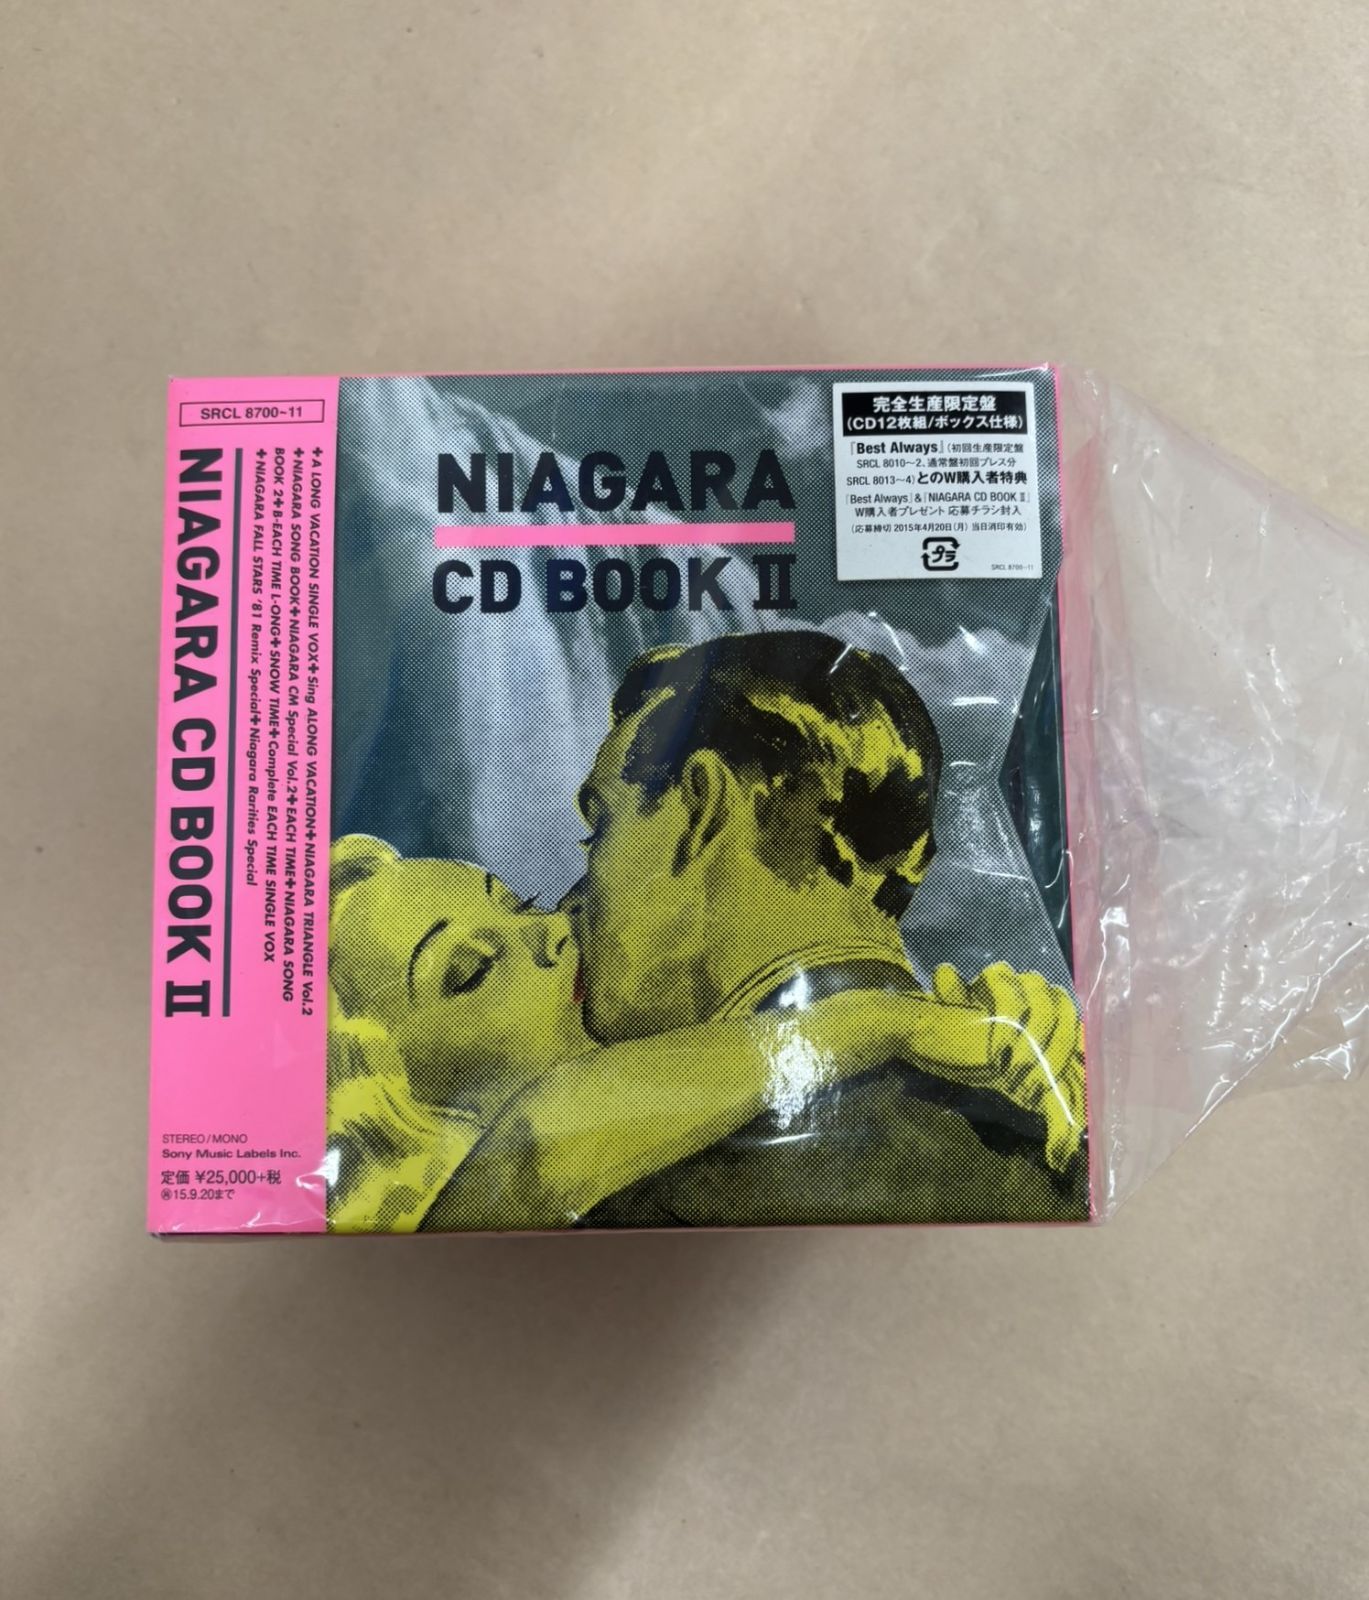 SRCL 8700~11
NIAGARA CD BOOK II
✚A LONG VACATION SINGLE VOX✚Sing ALONG VACATION✚NIAGARA TRIANGLE Vol.2
✚NIAGARA SONG BOOK✚NIAGARA CM Special Vol.2✚EACH TIME✚NIAGARA SONG
BOOK 2✚B-EACH TIME L-ONG✚SNOW TIME✚Complete EACH TIME SINGLE VOX
✚NIAGARA FALL STARS '81 Remix Special✚Niagara Rarities Special
STEREO/MONO
Sony Music Labels Inc.
定価 ¥25,000+税
15.9.20まで
NIAGARA
CD BOOK II
完全生産限定盤
(CD12枚組/ボックス仕様)
『Best Always』(初回生産限定盤
SRCL 8010~2、通常盤初回プレス分
SRCL 8013~4)とのW購入者特典
『Best Always』&『NIAGARA CD BOOK II』
W購入者プレゼント 応募チラシ封入
(応募締切 2015年4月20日(月) 当日消印有効)
プラ
SRCL 8700~11